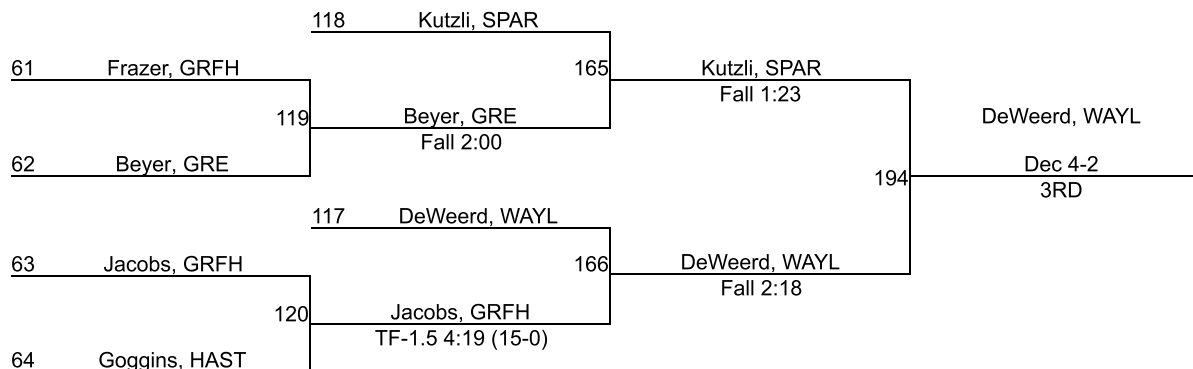 118 Kutzli, SPAR
61 Frazer, GRFH
165 Kutzli, SPAR
Fall 1:23
119 Beyer, GRE
Fall 2:00
DeWeerd, WAYL
62 Beyer, GRE
194 Dec 4-2
3RD
117 DeWeerd, WAYL
63 Jacobs, GRFH
166 DeWeerd, WAYL
Fall 2:18
120 Jacobs, GRFH
TF-1.5 4:19 (15-0)
64 Goggins, HAST